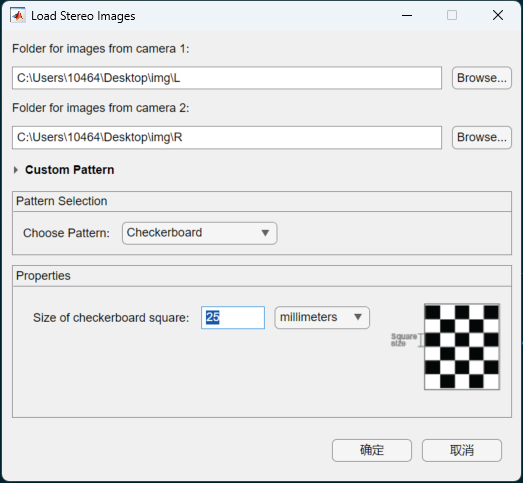 Load Stereo Images
Folder for images from camera 1:
C:\Users\10464\Desktop\img\L
Browse...
Folder for images from camera 2:
C:\Users\10464\Desktop\img\R
Browse...
Custom Pattern
Pattern Selection
Choose Pattern:
Checkerboard
Properties
Size of checkerboard square:
25
millimeters
Square
size
确定
取消